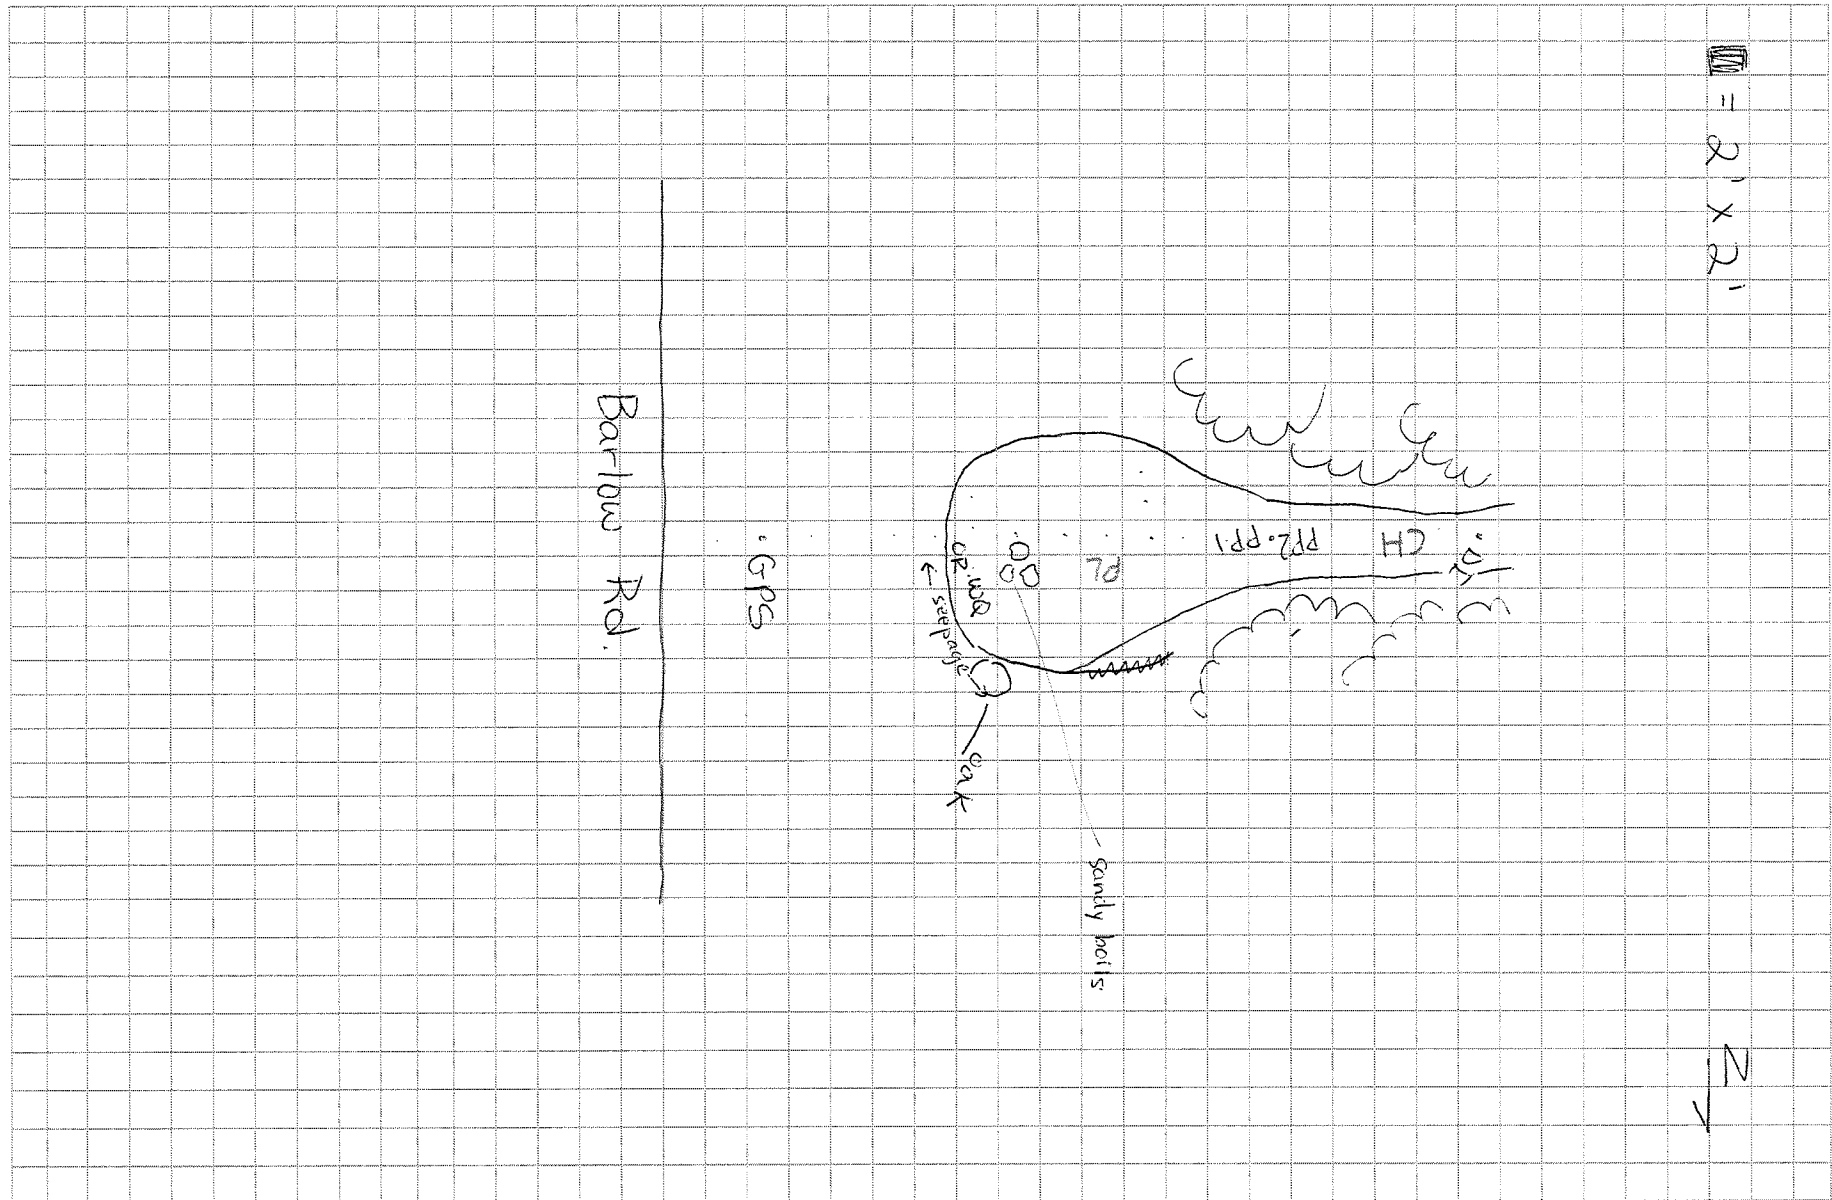 = 2' x 2'
N
CH
PP2. PP1
PL
sandy boils
OR. WQ
← seepage
oak
.GPS
Barlow Rd.